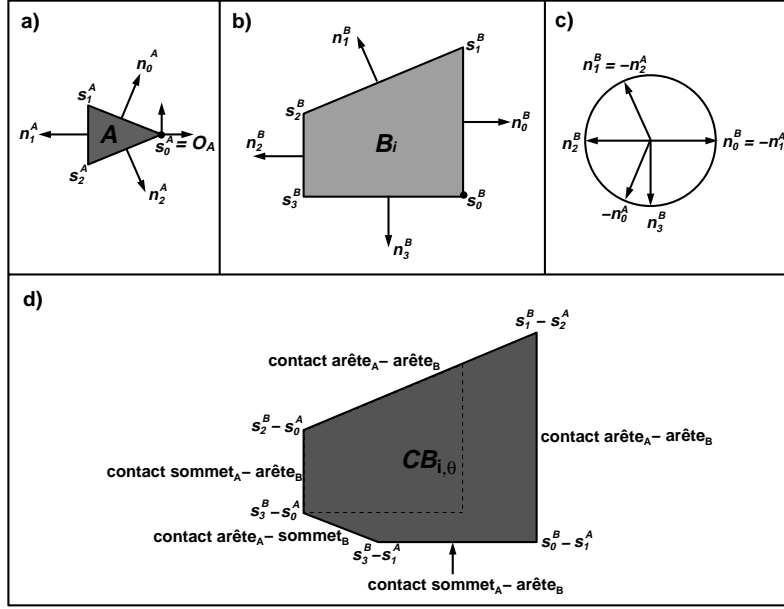 a)
n₀ᴬ
s₁ᴬ
n₁ᴬ
A
s₀ᴬ = Oₐ
s₂ᴬ
n₂ᴬ
b)
n₁ᴮ
s₁ᴮ
s₂ᴮ
n₀ᴮ
Bᵢ
n₂ᴮ
s₃ᴮ
s₀ᴮ
n₃ᴮ
c)
n₁ᴮ = –n₂ᴬ
n₂ᴮ
n₀ᴮ = –n₁ᴬ
–n₀ᴬ
n₃ᴮ
d)
s₁ᴮ – s₂ᴬ
contact arêteA – arêteB
s₂ᴮ – s₀ᴬ
contact arêteA – arêteB
contact sommetA – arêteB
CBi,θ
s₃ᴮ – s₀ᴬ
contact arêteA – sommetB
s₃ᴮ – s₁ᴬ
s₀ᴮ – s₁ᴬ
contact sommetA – arêteB